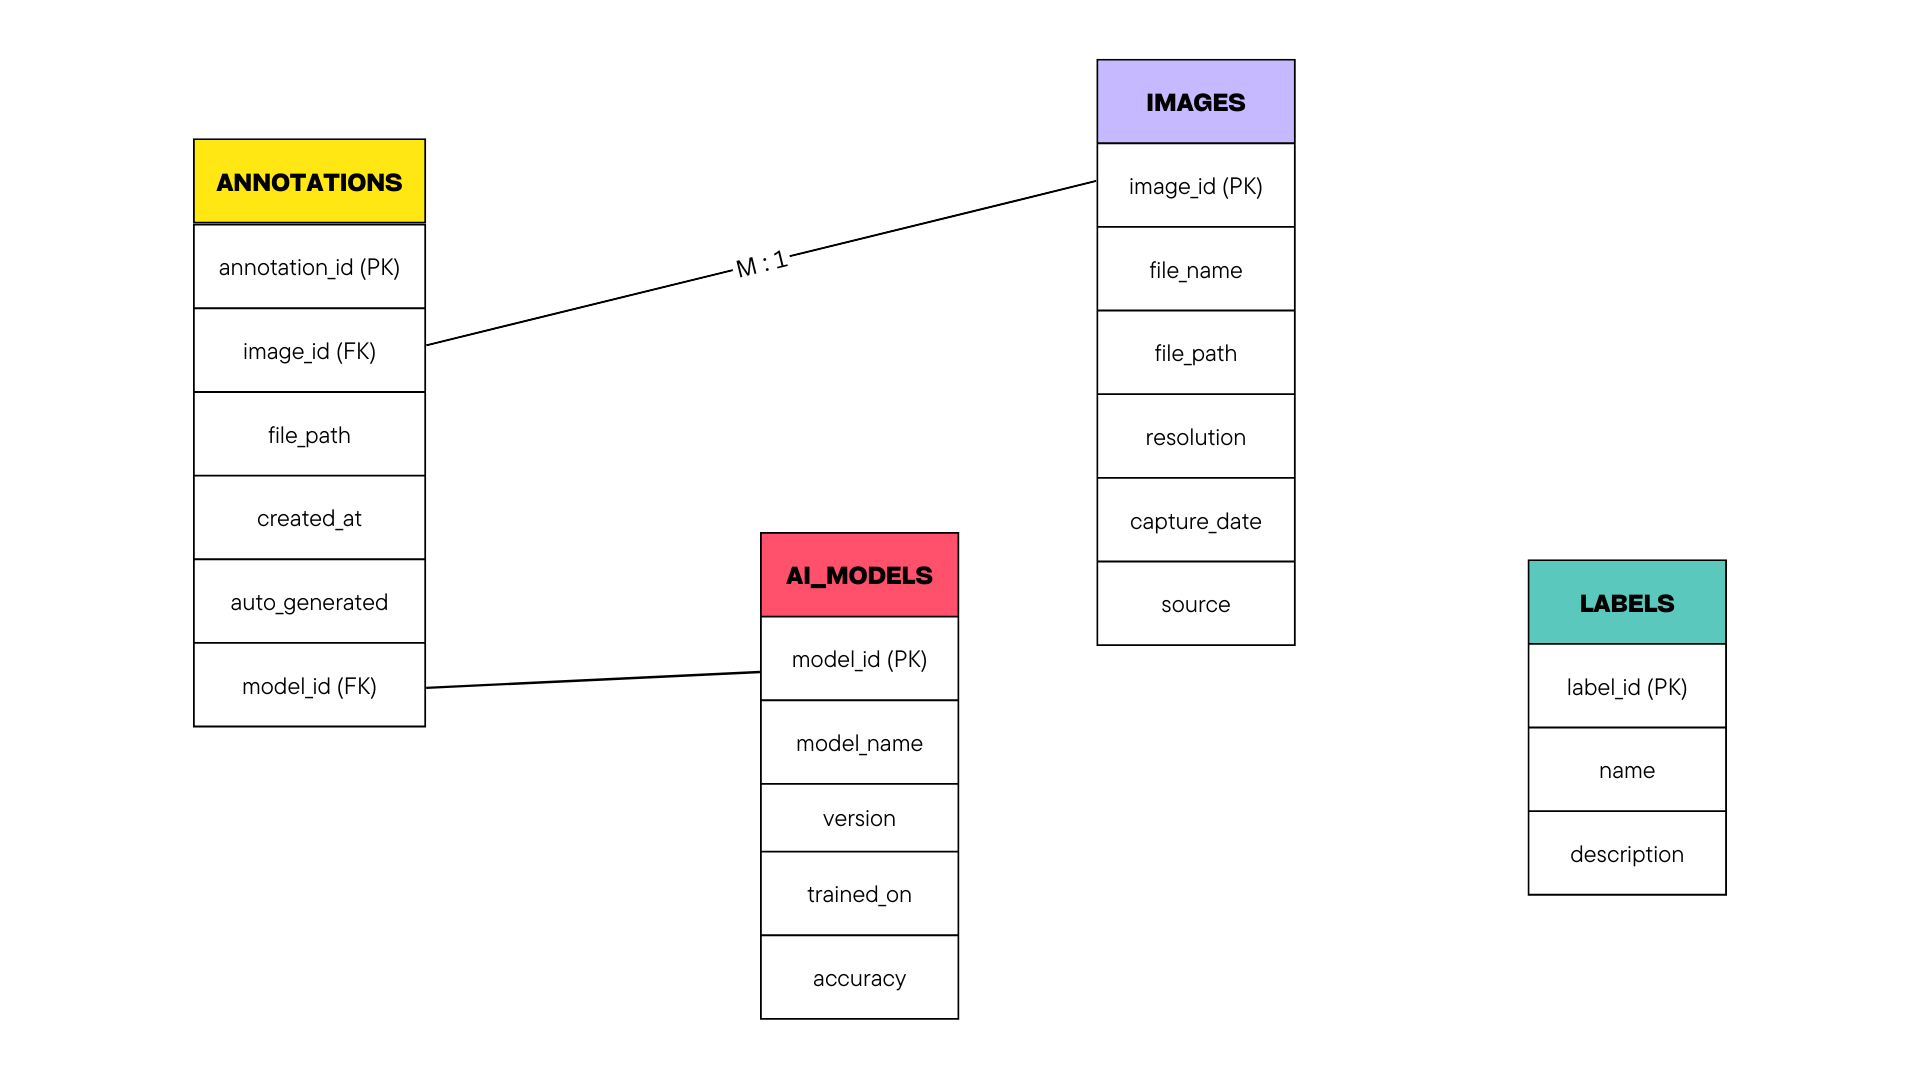 ANNOTATIONS
annotation_id (PK)
image_id (FK)
file_path
created_at
auto_generated
model_id (FK)
M : 1
IMAGES
image_id (PK)
file_name
file_path
resolution
capture_date
source
AI_MODELS
model_id (PK)
model_name
version
trained_on
accuracy
LABELS
label_id (PK)
name
description